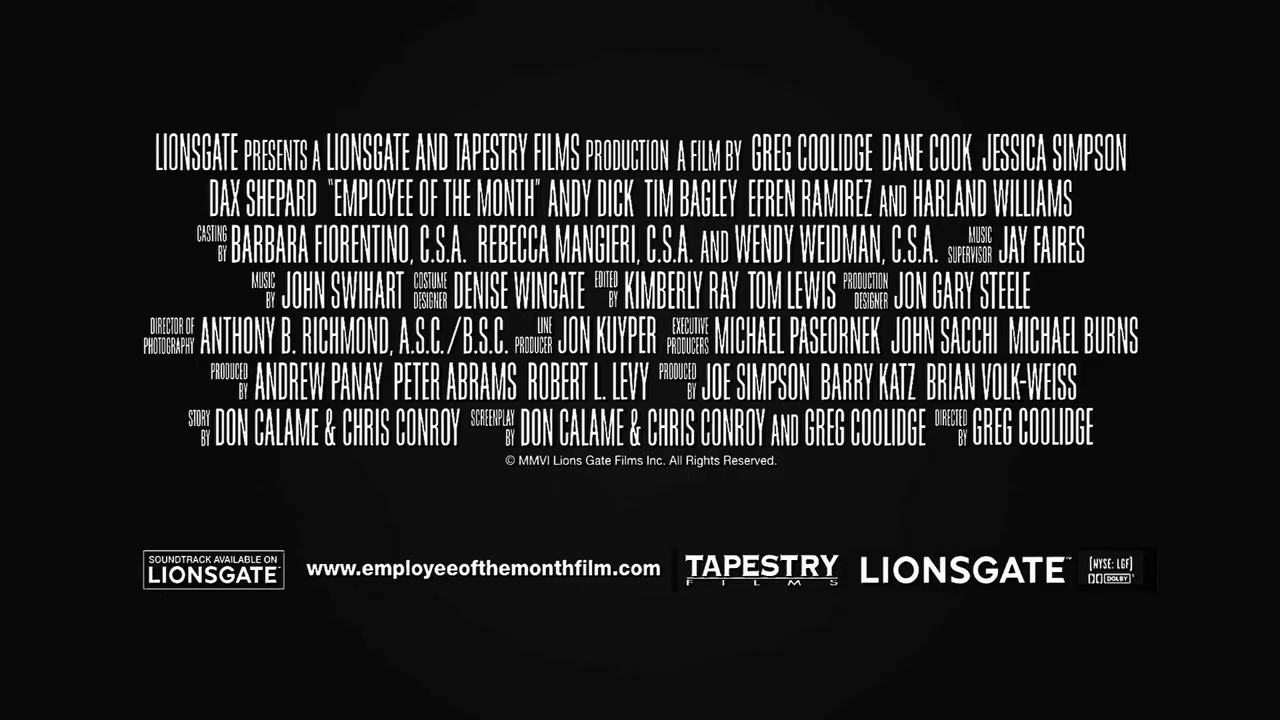 LIONSGATE PRESENTS A LIONSGATE AND TAPESTRY FILMS PRODUCTION A FILM BY GREG COOLIDGE DANE COOK JESSICA SIMPSON
DAX SHEPARD "EMPLOYEE OF THE MONTH" ANDY DICK TIM BAGLEY EFREN RAMIREZ AND HARLAND WILLIAMS
CASTING BY BARBARA FIORENTINO, C.S.A. REBECCA MANGIERI, C.S.A. AND WENDY WEIDMAN, C.S.A. MUSIC SUPERVISOR JAY FAIRES
MUSIC BY JOHN SWIHART COSTUME DESIGNER DENISE WINGATE EDITED BY KIMBERLY RAY TOM LEWIS PRODUCTION DESIGNER JON GARY STEELE
DIRECTOR OF PHOTOGRAPHY ANTHONY B. RICHMOND, A.S.C./B.S.C. LINE PRODUCER JON KUYPER EXECUTIVE PRODUCERS MICHAEL PASEORNEK JOHN SACCHI MICHAEL BURNS
PRODUCED BY ANDREW PANAY PETER ABRAMS ROBERT L. LEVY PRODUCED BY JOE SIMPSON BARRY KATZ BRIAN VOLK-WEISS
STORY BY DON CALAME & CHRIS CONROY SCREENPLAY BY DON CALAME & CHRIS CONROY AND GREG COOLIDGE DIRECTED BY GREG COOLIDGE
© MMVI Lions Gate Films Inc. All Rights Reserved.
SOUNDTRACK AVAILABLE ON
LIONSGATE™
www.employeeofthemonthfilm.com
TAPESTRY
FILMS
LIONSGATE™
[NYSE: LGF]
DOLBY